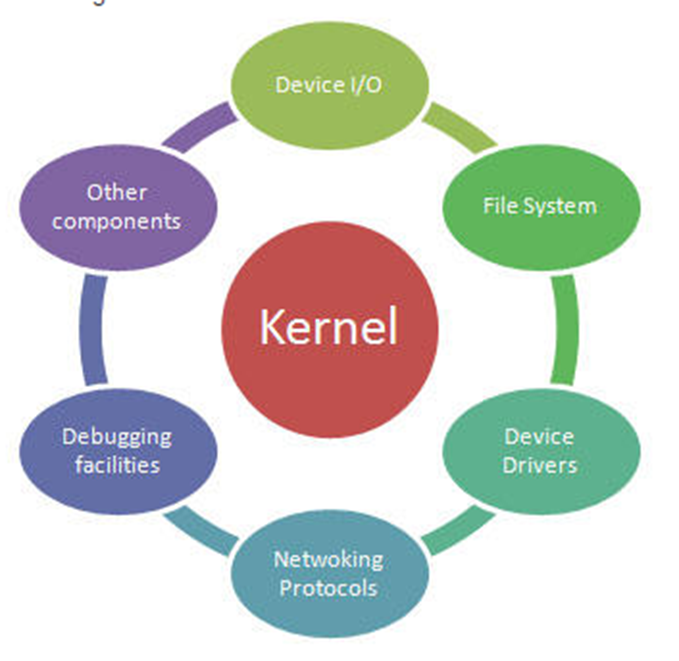 Device I/O
File System
Device
Drivers
Netwoking
Protocols
Debugging
facilities
Other
components
Kernel